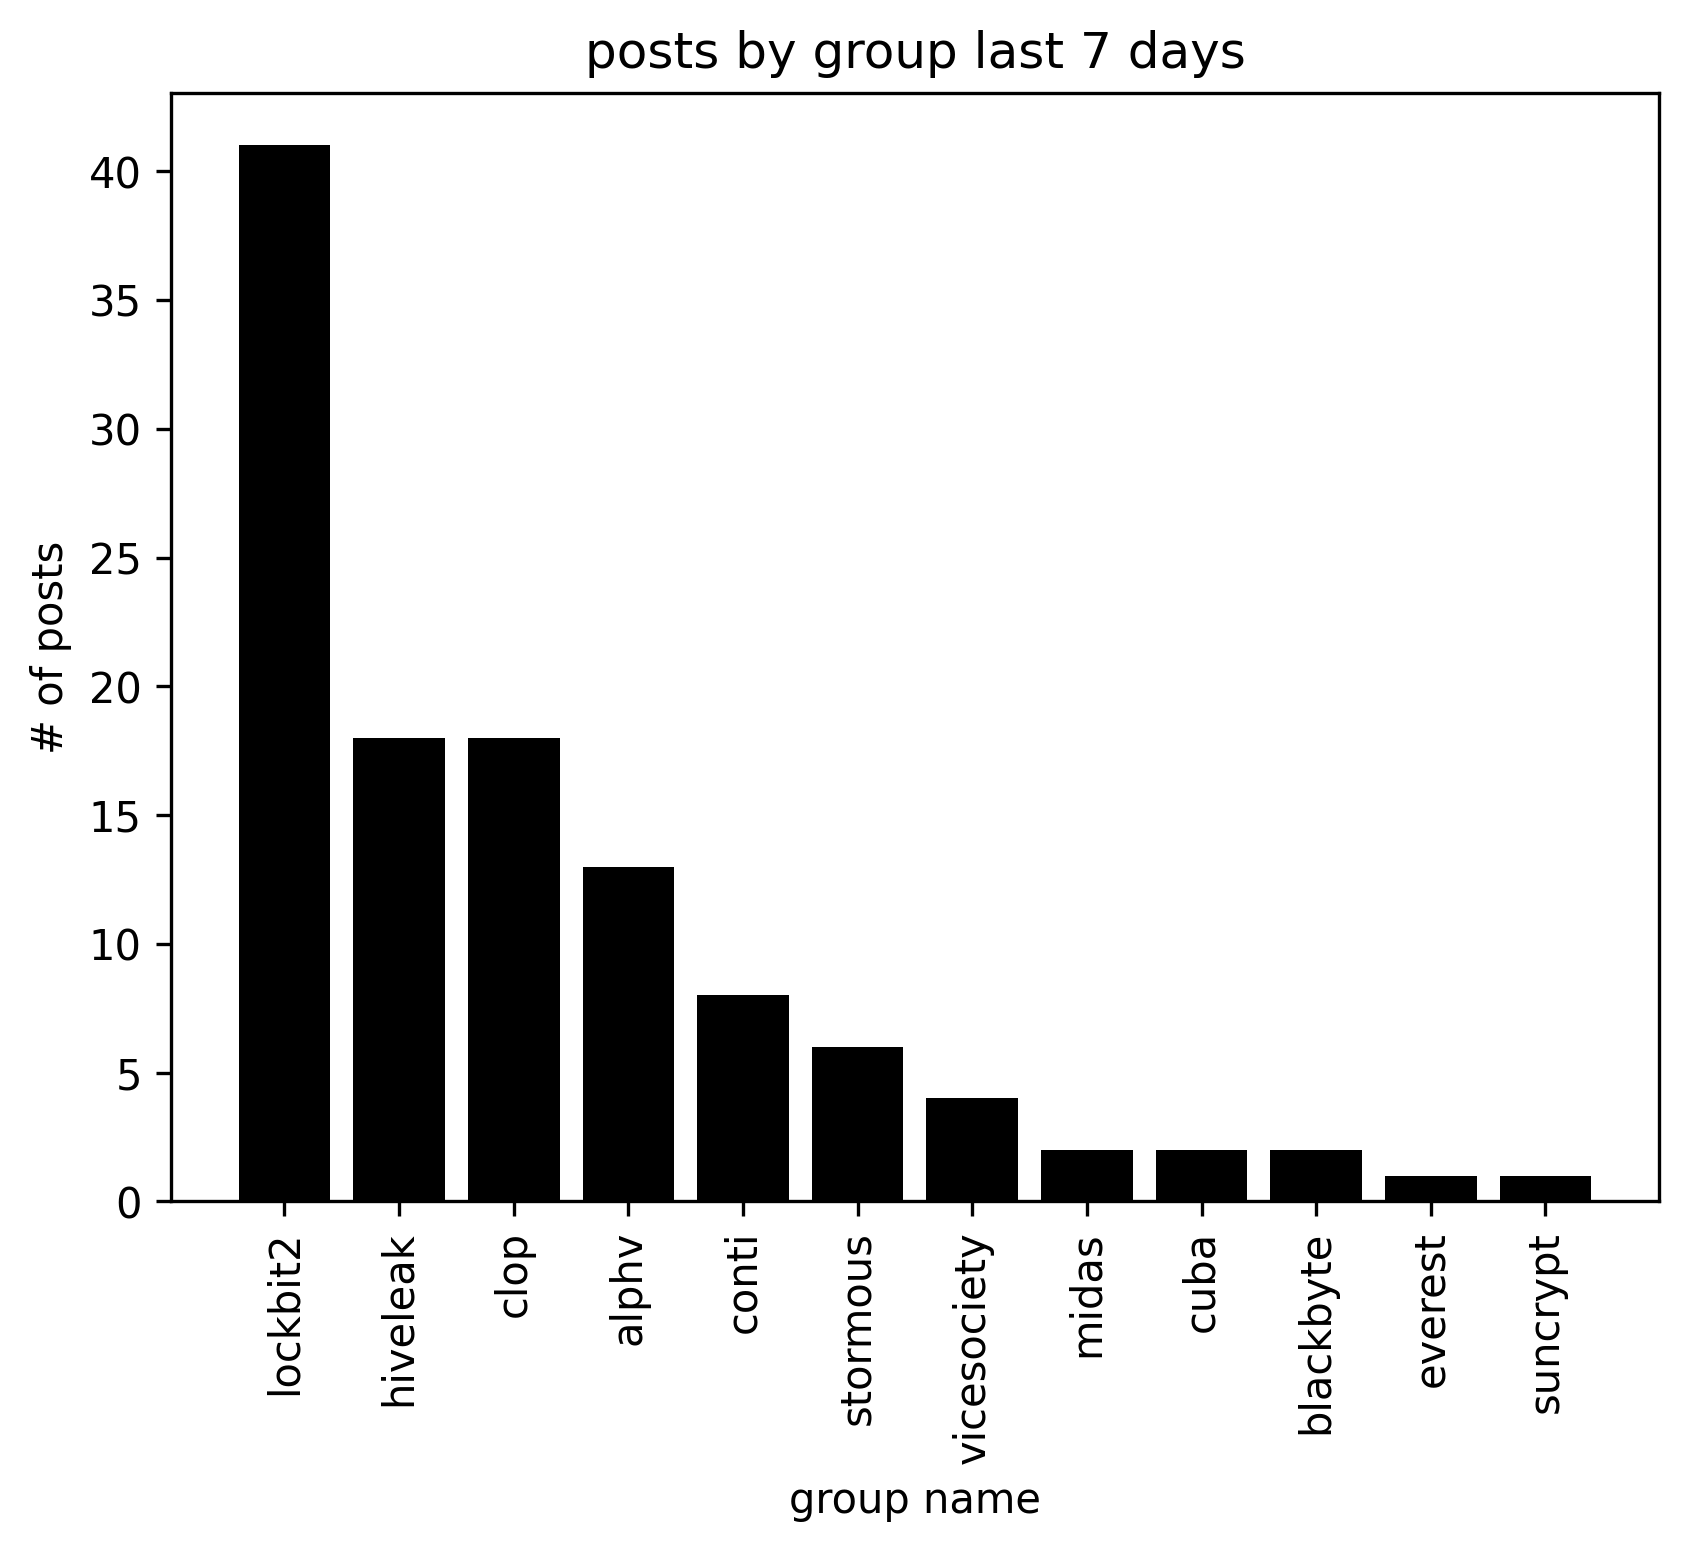 posts by group last 7 days
# of posts
40
35
30
25
20
15
10
5
0
lockbit2
hiveleak
clop
alphv
conti
stormous
vicesociety
midas
cuba
blackbyte
everest
suncrypt
group name